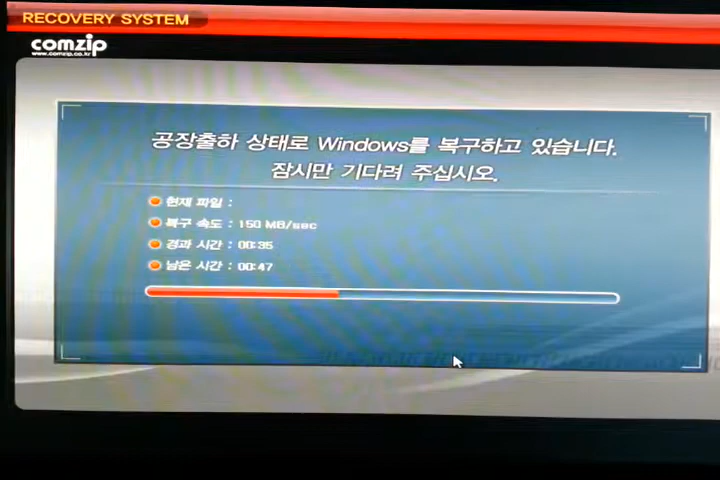 RECOVERY SYSTEM
comzip
www.comzip.co.kr
공장출하 상태로 Windows를 복구하고 있습니다.
잠시만 기다려 주십시오.
현재 파일 :
복구 속도 : 150 MB/sec
경과 시간 : 00:35
남은 시간 : 00:47